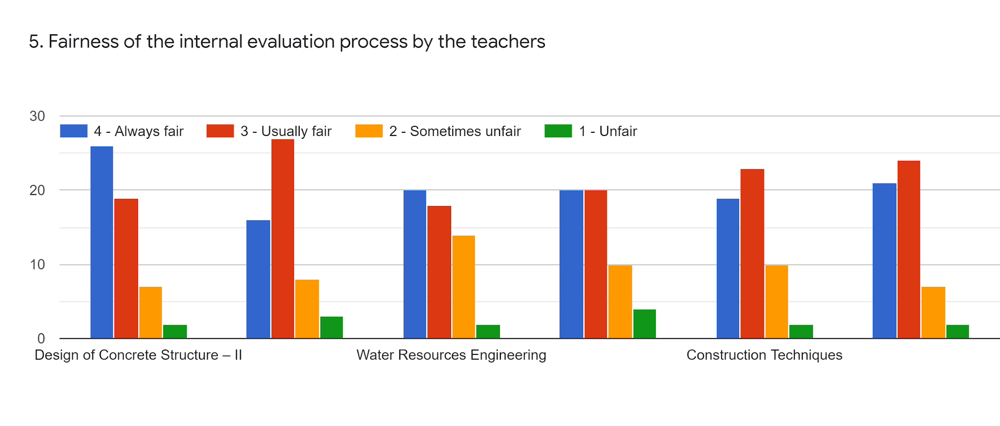 5. Fairness of the internal evaluation process by the teachers
30
4 - Always fair 3 - Usually fair 2 - Sometimes unfair 1 - Unfair
20
10
0
Design of Concrete Structure – II Water Resources Engineering Construction Techniques